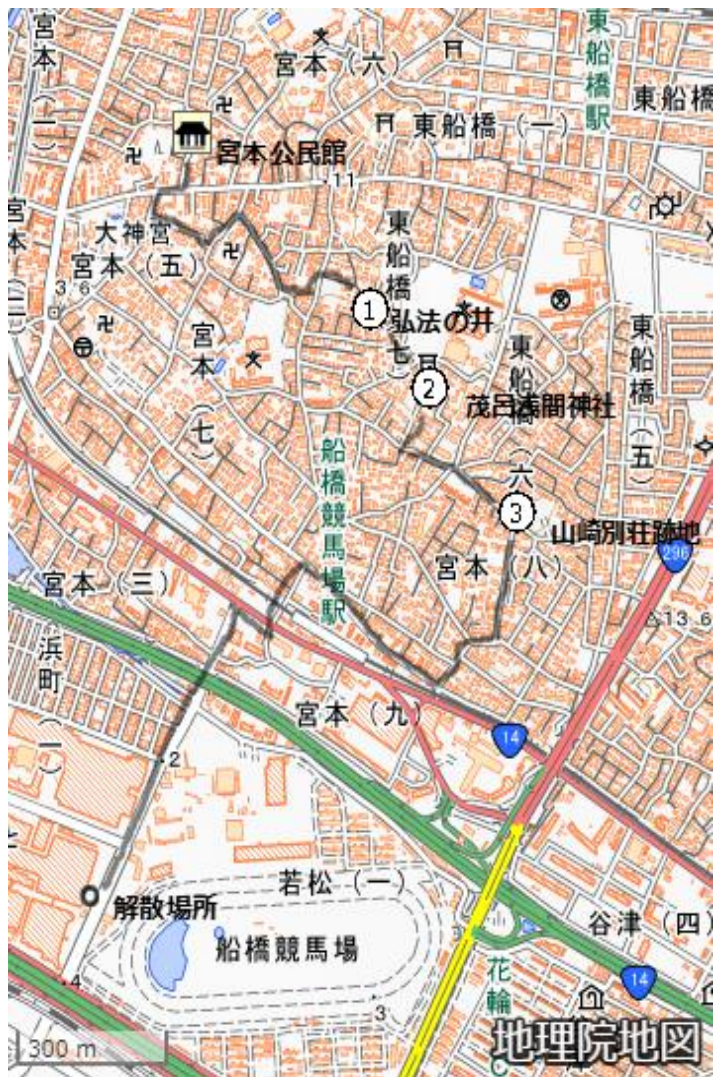 宮本(一)
宮本(六)
東船橋駅
東船橋
宮本公民館
東船橋(一)
11
宮本(二)
大神宮
宮本(五)
3.6
東船橋(七)
1
弘法の井
宮本(七)
2
東船橋(六)
東船橋(五)
茂呂浅間神社
船橋競馬場駅
3
山崎別荘跡地
296
宮本(八)
宮本(三)
13.6
浜町(一)
宮本(九)
14
2
若松(一)
解散場所
船橋競馬場
谷津(四)
花輪
14
4
3
300 m
地理院地図